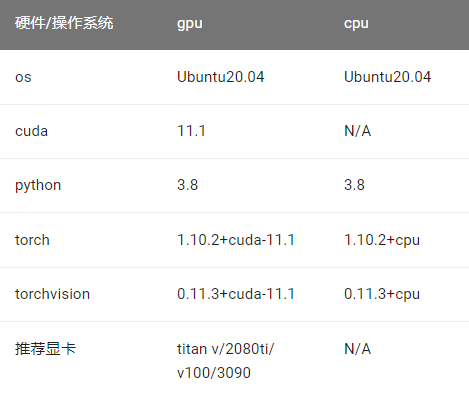 硬件/操作系统 gpu cpu
os Ubuntu20.04 Ubuntu20.04
cuda 11.1 N/A
python 3.8 3.8
torch 1.10.2+cuda-11.1 1.10.2+cpu
torchvision 0.11.3+cuda-11.1 0.11.3+cpu
推荐显卡 titan v/2080ti/ N/A
v100/3090